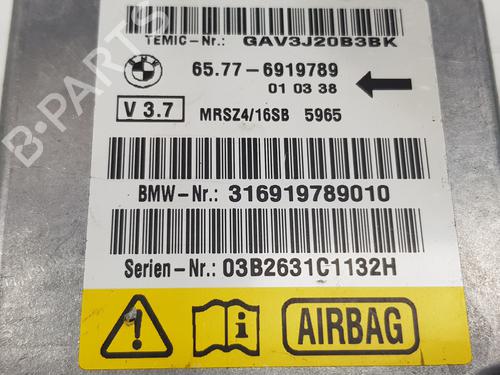 TEMIC-Nr.: GAV3J20B3BK
65.77-6919789
01 03 38
V 3.7
MRSZ4/16SB 5965
BMW-Nr.: 316919789010
Serien-Nr.: 03B2631C1132H
AIRBAG